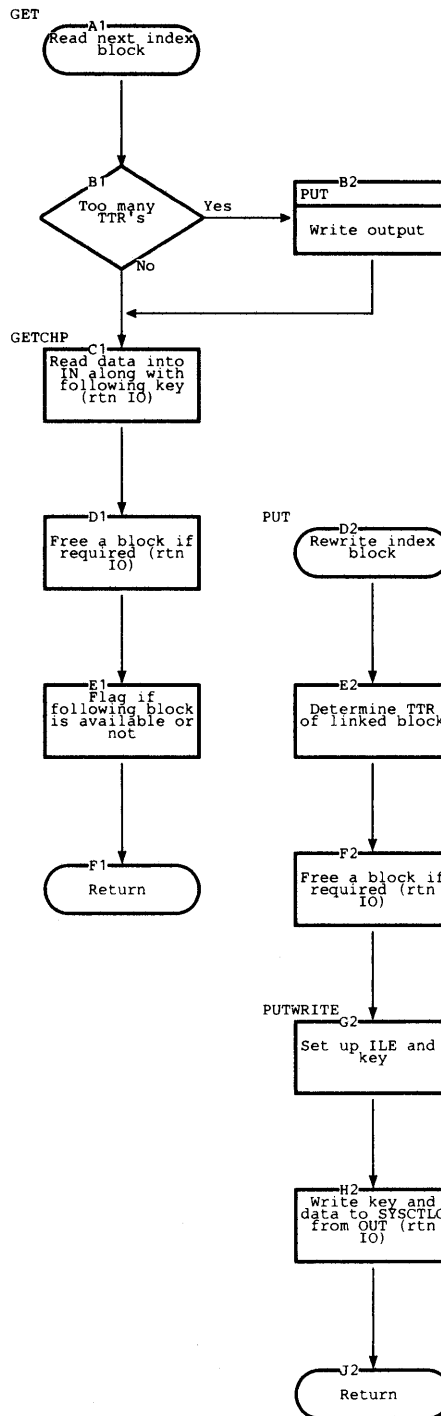 GET
A1
Read next index
block
B1
Too many
TTR's
Yes
No
B2
PUT
Write output
GETCHP
C1
Read data into
IN along with
following key
(rtn IO)
D1
Free a block if
required (rtn
IO)
E1
Flag if
following block
is available or
not
F1
Return
PUT
D2
Rewrite index
block
E2
Determine TTR
of linked block
F2
Free a block if
required (rtn
IO)
PUTWRITE
G2
Set up ILE and
key
H2
Write key and
data to SYSCTLG
from OUT (rtn
IO)
J2
Return